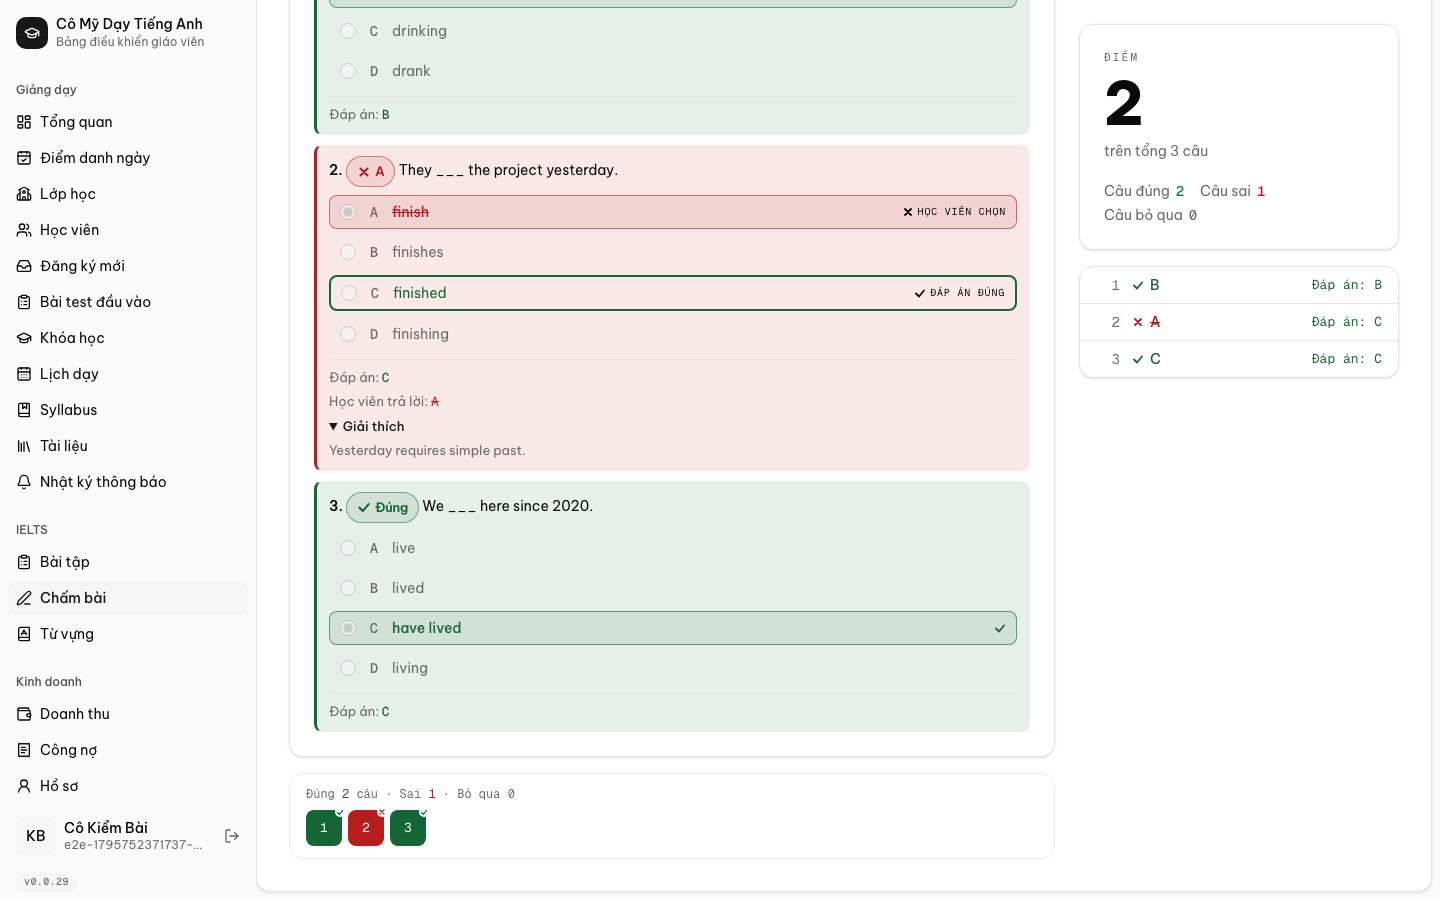 Cô Mỹ Dạy Tiếng Anh
Bảng điều khiển giáo viên
Giảng dạy
Tổng quan
Điểm danh ngày
Lớp học
Học viên
Đăng ký mới
Bài test đầu vào
Khóa học
Lịch dạy
Syllabus
Tài liệu
Nhật ký thông báo
IELTS
Bài tập
Chấm bài
Từ vựng
Kinh doanh
Doanh thu
Công nợ
Hồ sơ
KB
Cô Kiểm Bài
e2e-1795752371737-...
v0.0.29
C drinking
D drank
Đáp án: B
2. A They ___ the project yesterday.
A finish HỌC VIÊN CHỌN
B finishes
C finished ĐÁP ÁN ĐÚNG
D finishing
Đáp án: C
Học viên trả lời: A
Giải thích
Yesterday requires simple past.
3. Đúng We ___ here since 2020.
A live
B lived
C have lived
D living
Đáp án: C
Đúng 2 câu · Sai 1 · Bỏ qua 0
1 2 3
ĐIỂM
2
trên tổng 3 câu
Câu đúng 2 Câu sai 1
Câu bỏ qua 0
1 B Đáp án: B
2 A Đáp án: C
3 C Đáp án: C